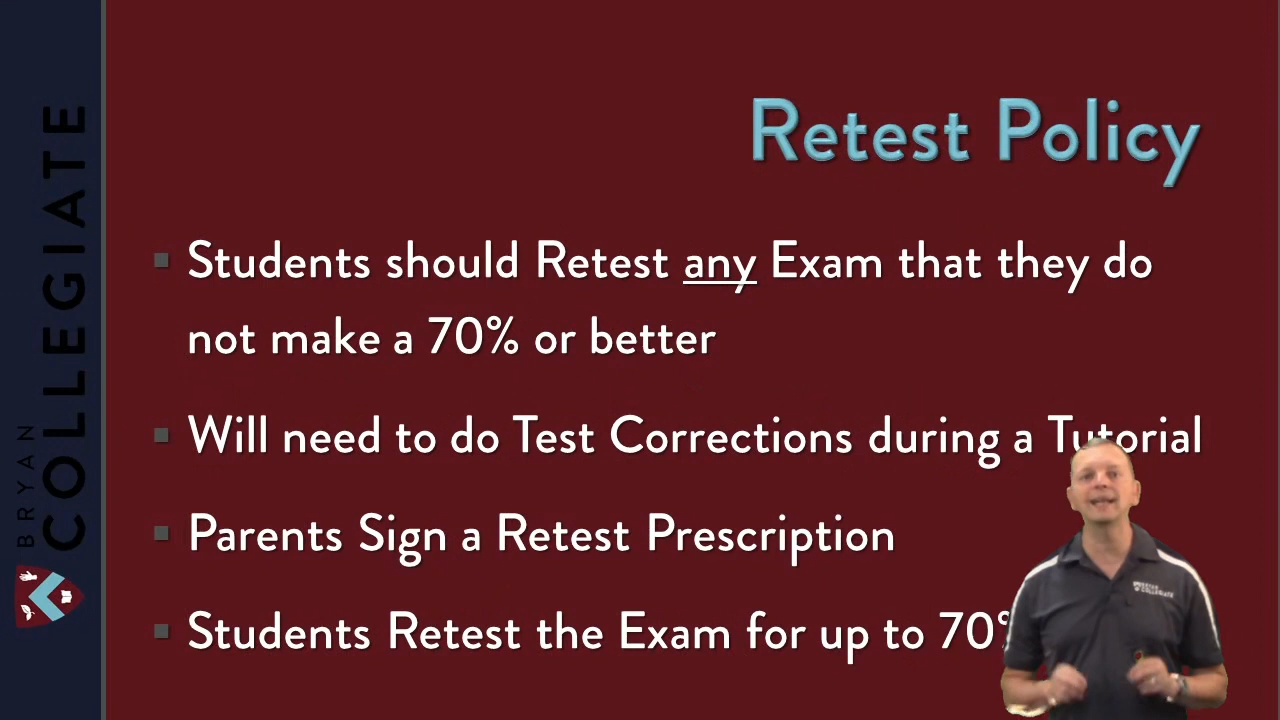 BRYAN
COLLEGIATE
Retest Policy
Students should Retest any Exam that they do
not make a 70% or better
Will need to do Test Corrections during a Tutorial
Parents Sign a Retest Prescription
Students Retest the Exam for up to 70%
COLLEGIATE